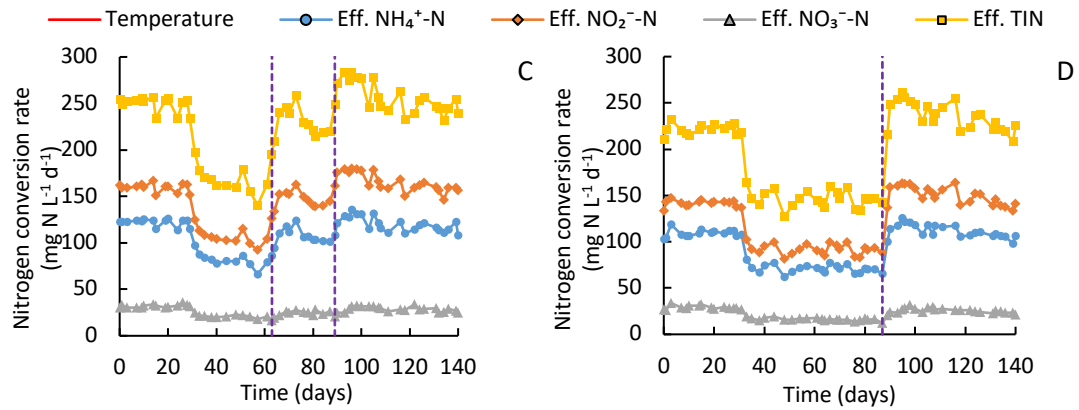 Temperature Eff. NH₄⁺-N Eff. NO₂⁻-N Eff. NO₃⁻-N Eff. TIN
C
D
Nitrogen conversion rate
(mg N L⁻¹ d⁻¹)
300
250
200
150
100
50
0
0 20 40 60 80 100 120 140
Time (days)
Nitrogen conversion rate
(mg N L⁻¹ d⁻¹)
300
250
200
150
100
50
0
0 20 40 60 80 100 120 140
Time (days)